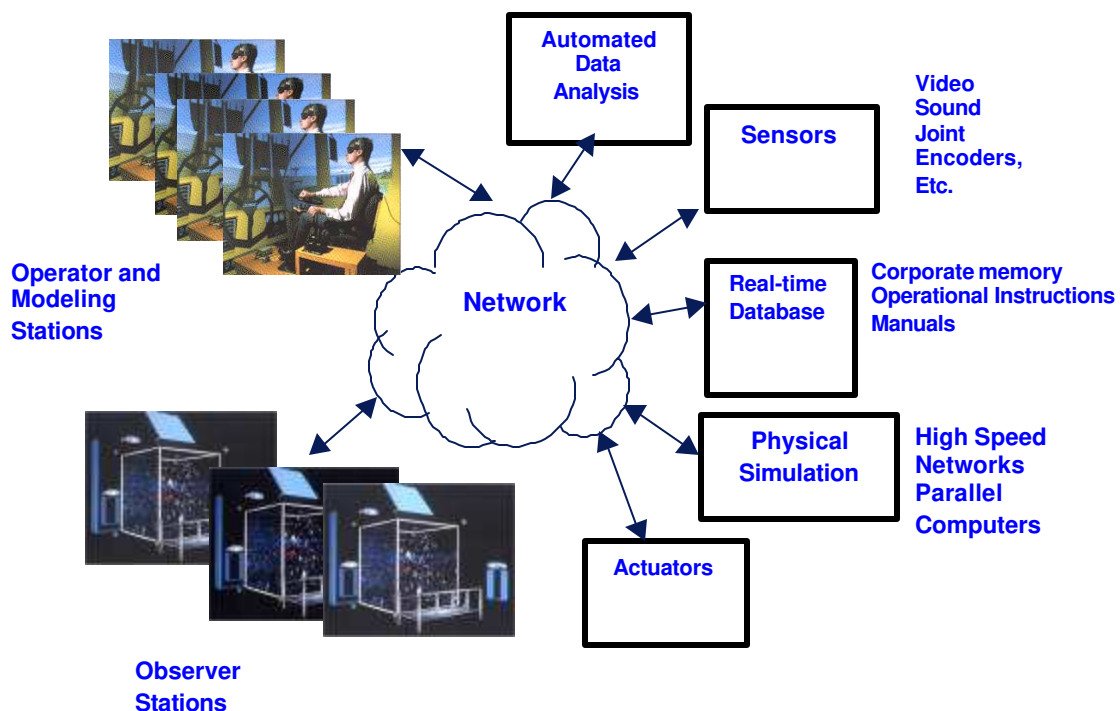 Automated
Data
Analysis
Sensors
Video
Sound
Joint
Encoders,
Etc.
Operator and
Modeling
Stations
Network
Real-time
Database
Corporate memory
Operational Instructions
Manuals
Physical
Simulation
High Speed
Networks
Parallel
Computers
Actuators
Observer
Stations